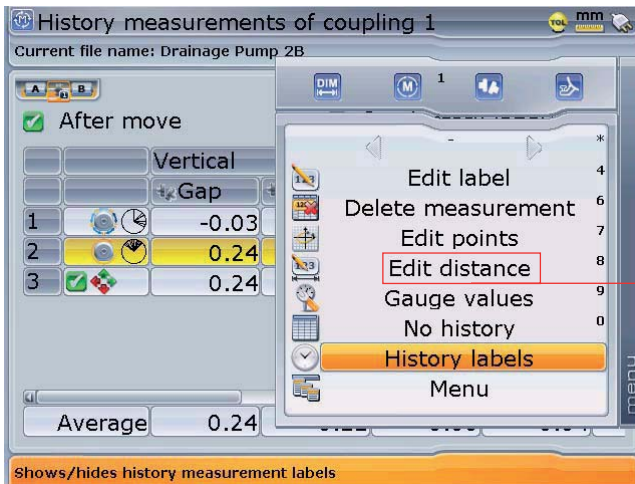 History measurements of coupling 1
TOL
mm
Current file name: Drainage Pump 2B
A
B
DIM
M
1
After move
- *
Vertical
Edit label 4
Gap
Delete measurement 6
1 -0.03
Edit points 7
2 0.24
Edit distance 8
3 0.24
Gauge values 9
No history 0
History labels
Menu
menu
Average 0.24
Shows/hides history measurement labels